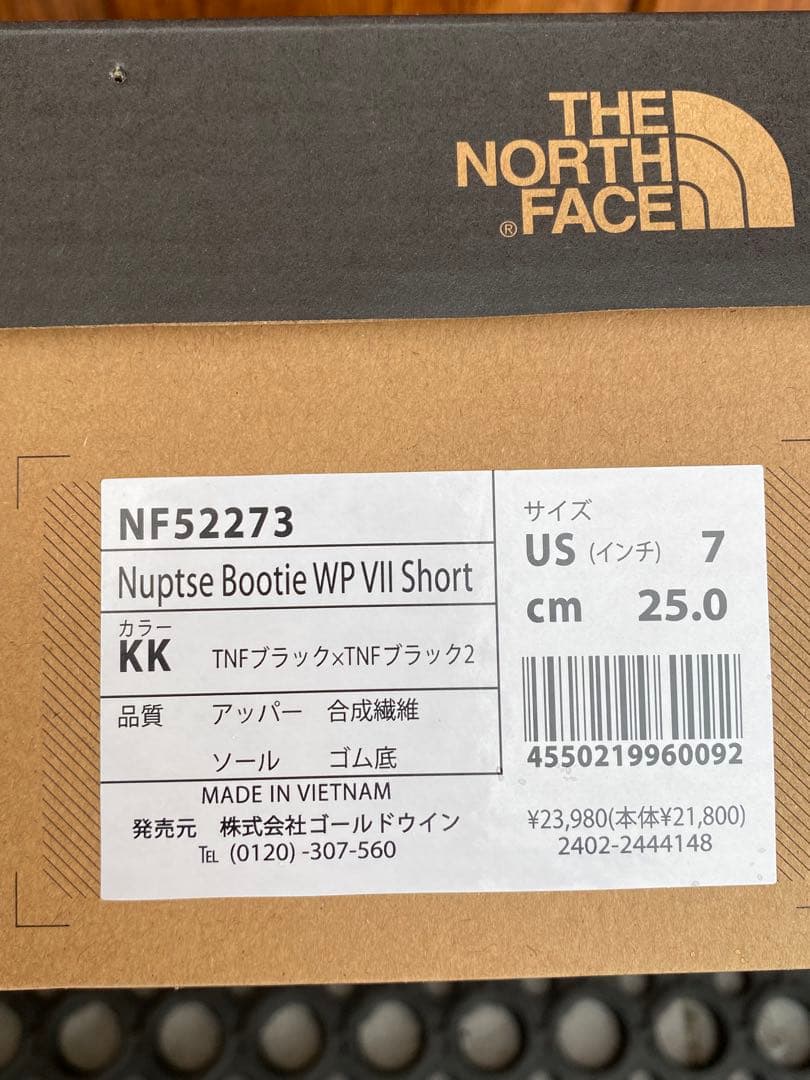 THE
NORTH
FACE
®
NF52273
Nuptse Bootie WP VII Short
カラー
KK TNFブラック×TNFブラック2
品質 アッパー 合成繊維
ソール ゴム底
MADE IN VIETNAM
発売元 株式会社ゴールドウイン
TEL (0120) -307-560
サイズ
US (インチ) 7
cm 25.0
4550219960092
¥23,980(本体¥21,800)
2402-2444148